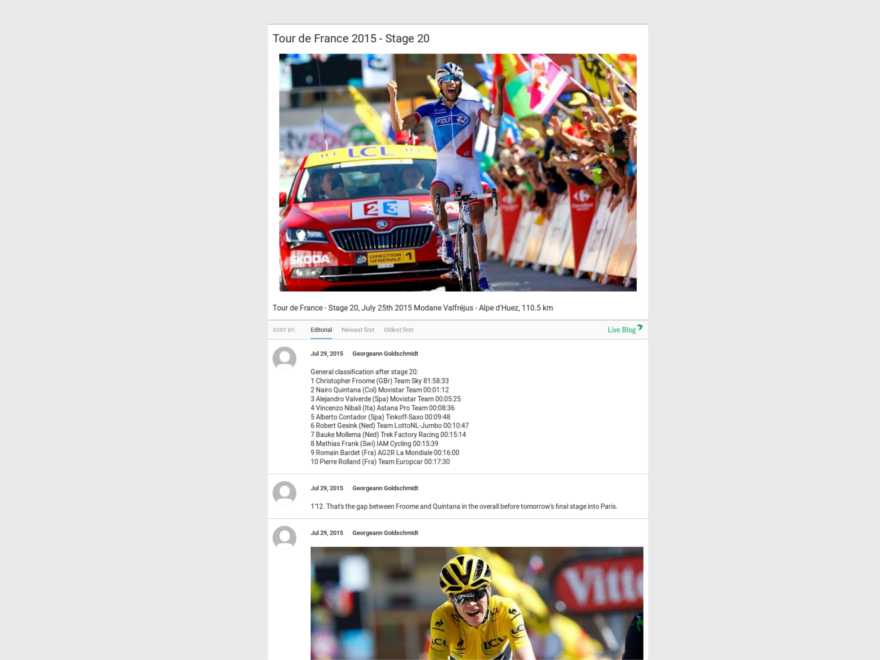 Tour de France 2015 - Stage 20
LCL
FDJ
23
ŠKODA
DIRECTION
GÉNÉRALE 1
Tour de France - Stage 20, July 25th 2015 Modane Valfréjus - Alpe d'Huez, 110.5 km
SORT BY: Editorial Newest first Oldest first Live Blog
Jul 29, 2015 Georgeann Goldschmidt
General classification after stage 20:
1 Christopher Froome (GBr) Team Sky 81:58:33
2 Nairo Quintana (Col) Movistar Team 00:01:12
3 Alejandro Valverde (Spa) Movistar Team 00:05:25
4 Vincenzo Nibali (Ita) Astana Pro Team 00:08:36
5 Alberto Contador (Spa) Tinkoff-Saxo 00:09:48
6 Robert Gesink (Ned) Team LottoNL-Jumbo 00:10:47
7 Bauke Mollema (Ned) Trek Factory Racing 00:15:14
8 Mathias Frank (Swi) IAM Cycling 00:15:39
9 Romain Bardet (Fra) AG2R La Mondiale 00:16:00
10 Pierre Rolland (Fra) Team Europcar 00:17:30
Jul 29, 2015 Georgeann Goldschmidt
1'12. That's the gap between Froome and Quintana in the overall before tomorrow's final stage into Paris.
Jul 29, 2015 Georgeann Goldschmidt
Vitte
LCL
LCL